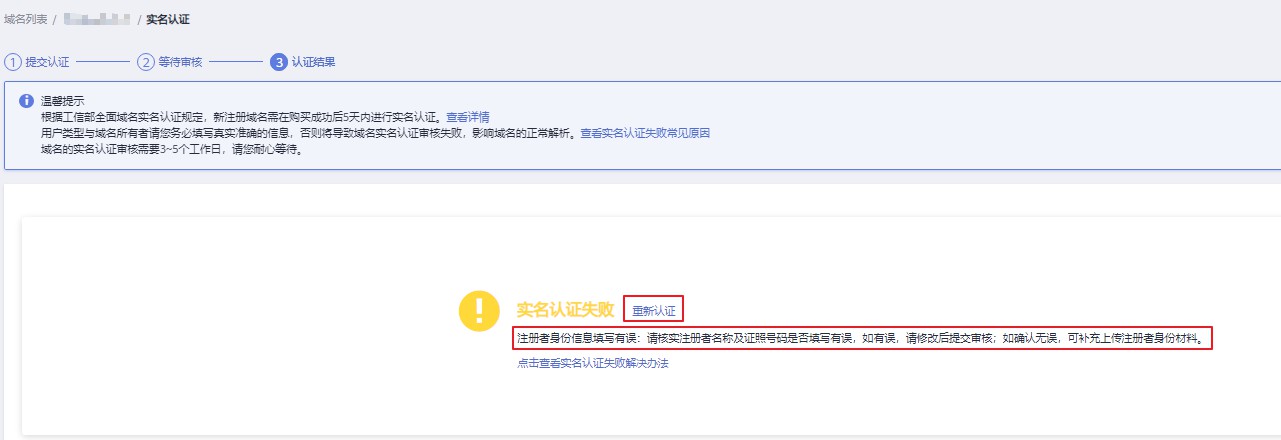 域名列表 / / 实名认证
1 提交认证 2 等待审核 3 认证结果
温馨提示
根据工信部全面域名实名认证规定，新注册域名需在购买成功后5天内进行实名认证。查看详情
用户类型与域名所有者请您务必填写真实准确的信息，否则将导致域名实名认证审核失败，影响域名的正常解析。查看实名认证失败常见原因
域名的实名认证审核需要3~5个工作日，请您耐心等待。
实名认证失败 重新认证
注册者身份信息填写有误：请核实注册者名称及证照号码是否填写有误，如有误，请修改后提交审核；如确认无误，可补充上传注册者身份材料。
点击查看实名认证失败解决办法